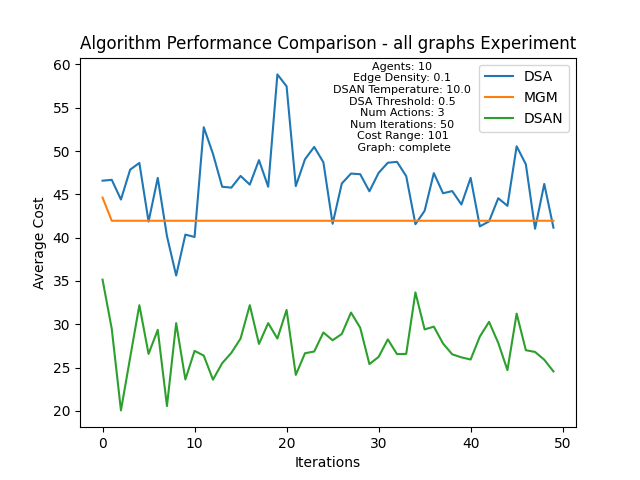 Algorithm Performance Comparison - all graphs Experiment
Agents: 10
Edge Density: 0.1
DSAN Temperature: 10.0
DSA Threshold: 0.5
Num Actions: 3
Num Iterations: 50
Cost Range: 101
Graph: complete
DSA
MGM
DSAN
Average Cost
60
55
50
45
40
35
30
25
20
0 10 20 30 40 50
Iterations